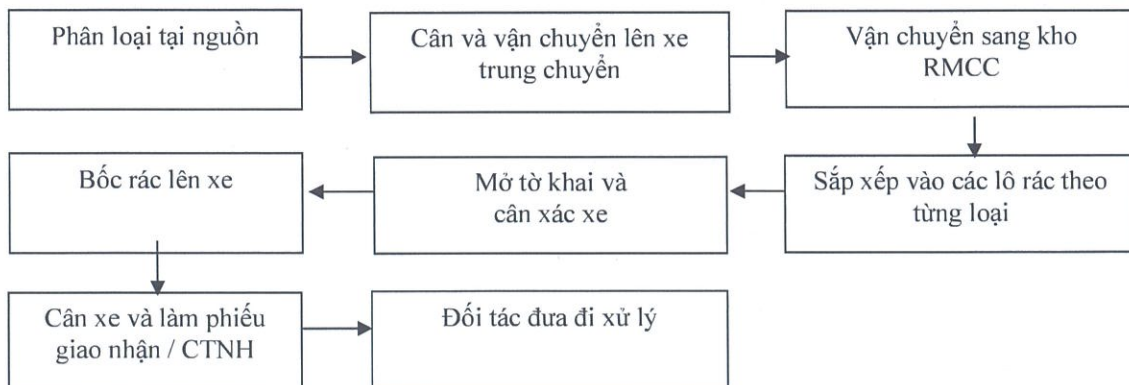 Phân loại tại nguồn
Cân và vận chuyển lên xe
trung chuyển
Vận chuyển sang kho
RMCC
Sắp xếp vào các lô rác theo
từng loại
Mở tờ khai và
cân xác xe
Bốc rác lên xe
Cân xe và làm phiếu
giao nhận / CTNH
Đối tác đưa đi xử lý